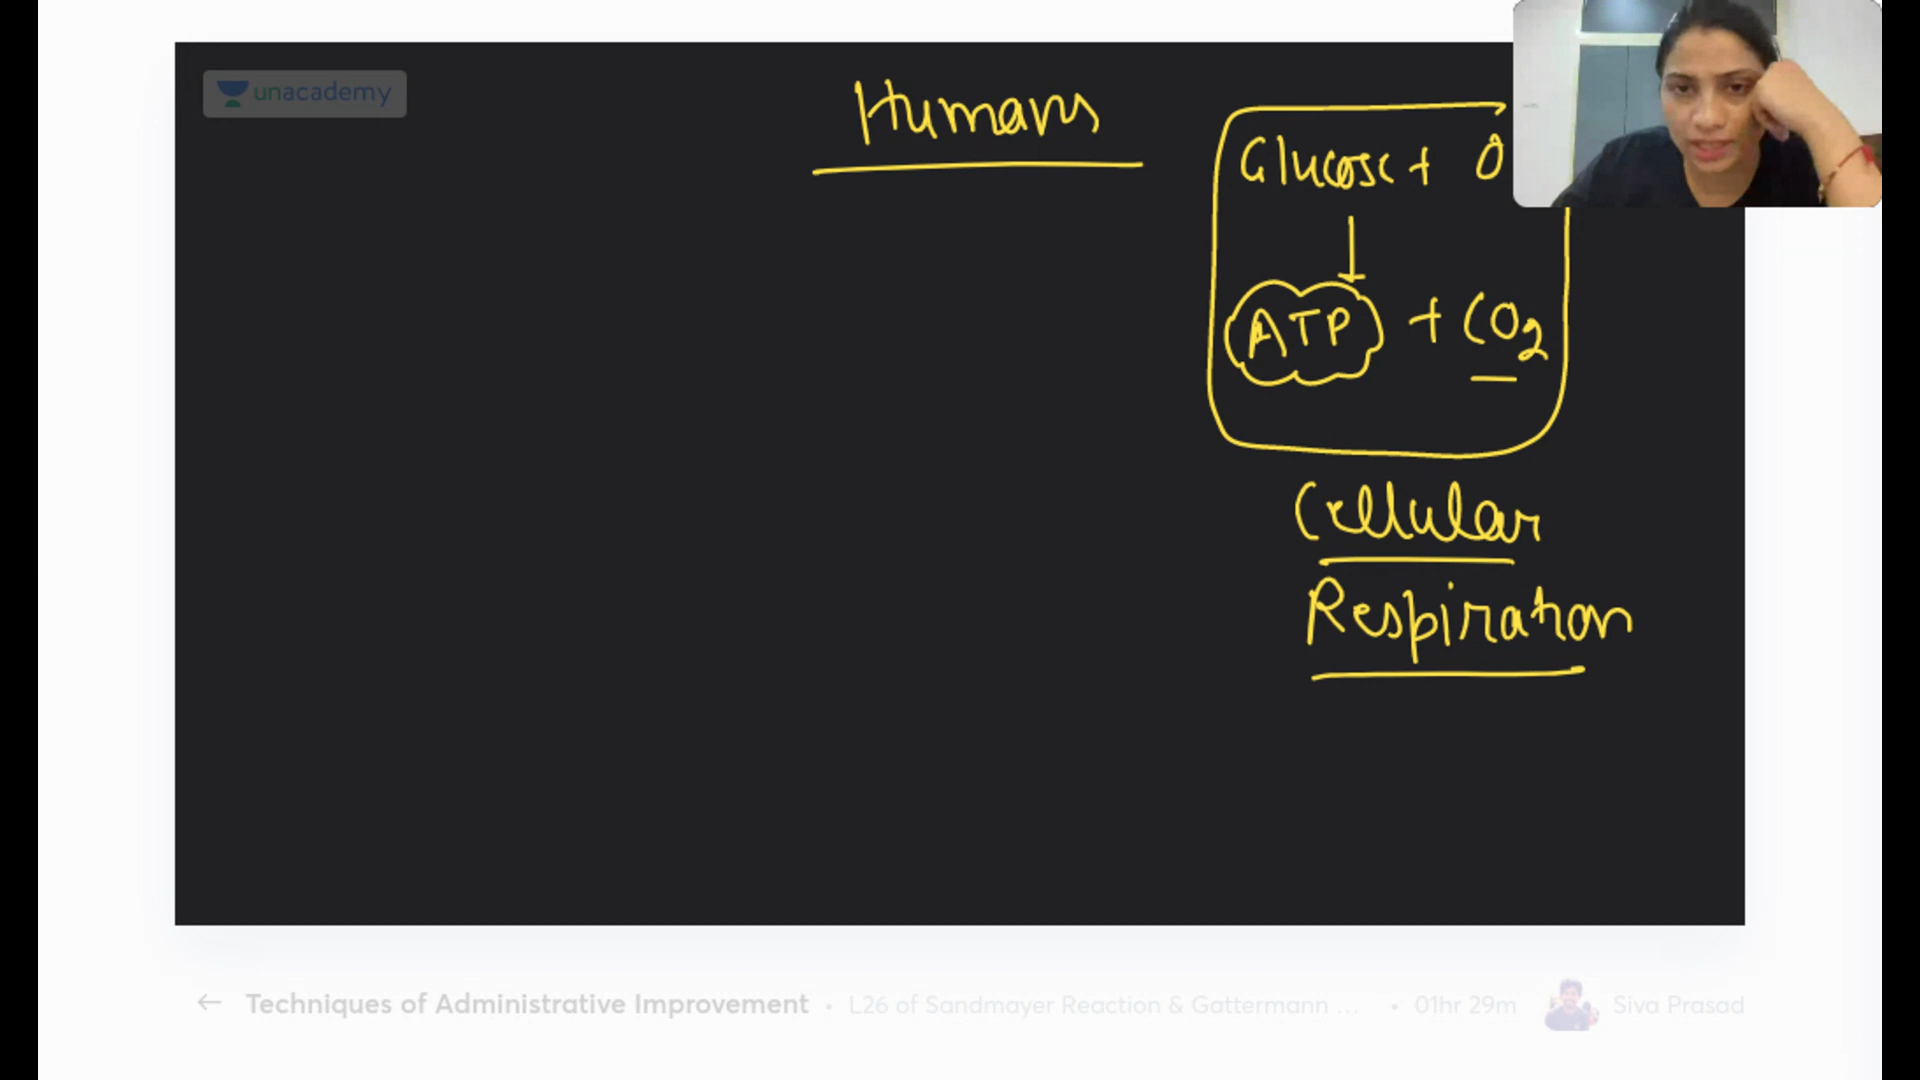 unacademy
Humans
Glucose + O
ATP + CO2
Cellular
Respiration
← Techniques of Administrative Improvement • L26 of Sandmayer Reaction & Gattermann ... • 01hr 29m Siva Prasad